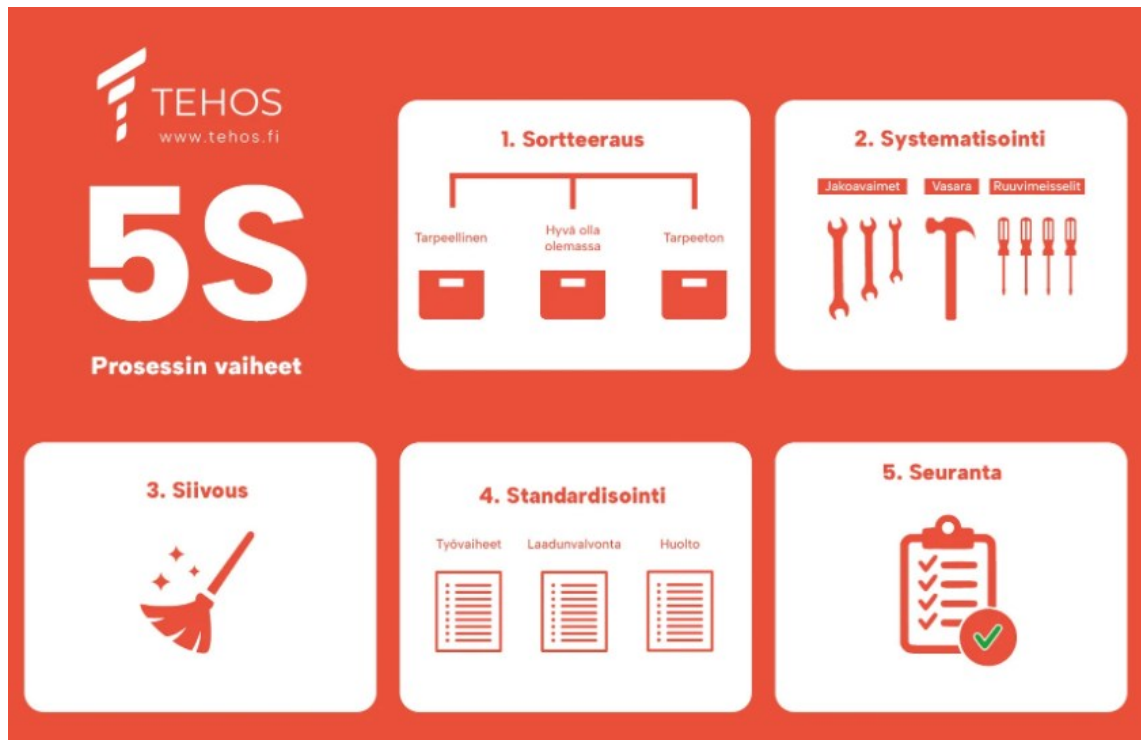 TEHOS
www.tehos.fi
5S
Prosessin vaiheet
1. Sortteeraus
Tarpeellinen
Hyvä olla
olemassa
Tarpeeton
2. Systematisointi
Jakoavaimet
Vasara
Ruuvimeisselit
3. Siivous
4. Standardisointi
Työvaiheet
Laadunvalvonta
Huolto
5. Seuranta